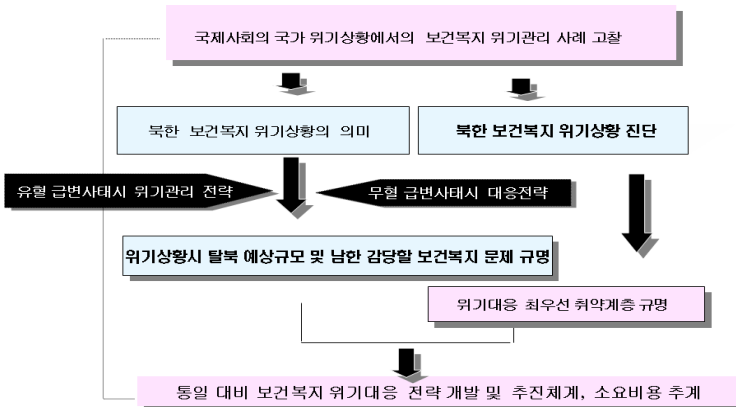 국제사회의 국가 위기상황에서의 보건복지 위기관리 사례 고찰
북한 보건복지 위기상황의 의미
북한 보건복지 위기상황 진단
유혈 급변사태시 위기관리 전략
무혈 급변사태시 대응전략
위기상황시 탈북 예상규모 및 남한 감당할 보건복지 문제 규명
위기대응 최우선 취약계층 규명
통일 대비 보건복지 위기대응 전략 개발 및 추진체계, 소요비용 추계